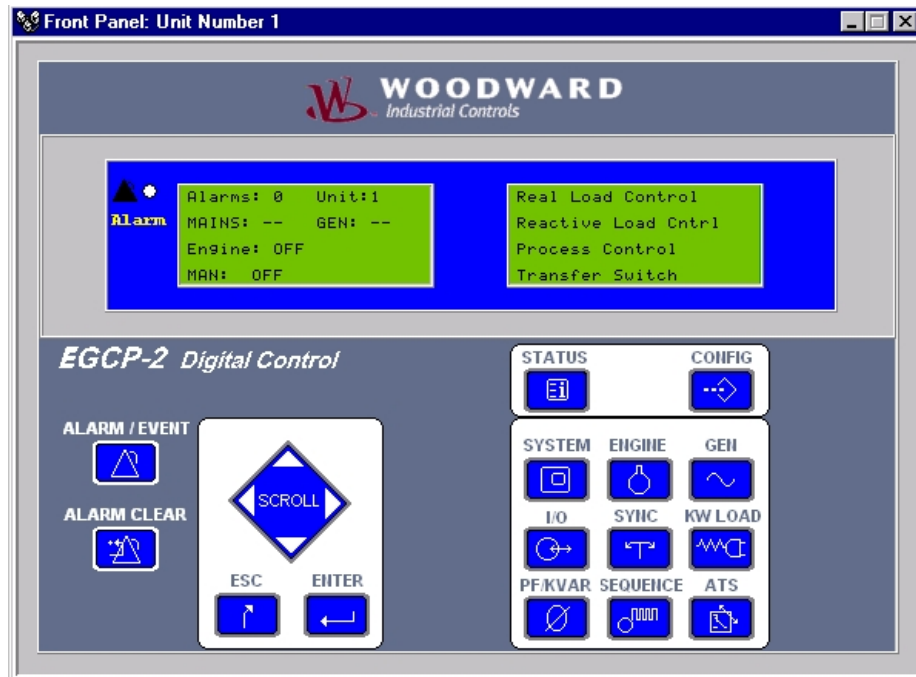 Front Panel: Unit Number 1
WOODWARD
Industrial Controls
Alarm
Alarms: 0 Unit:1
MAINS: -- GEN: --
Engine: OFF
MAN: OFF
Real Load Control
Reactive Load Cntrl
Process Control
Transfer Switch
EGCP-2 Digital Control
ALARM / EVENT
ALARM CLEAR
SCROLL
ESC ENTER
STATUS CONFIG
SYSTEM ENGINE GEN
I/O SYNC KW LOAD
PF/KVAR SEQUENCE ATS